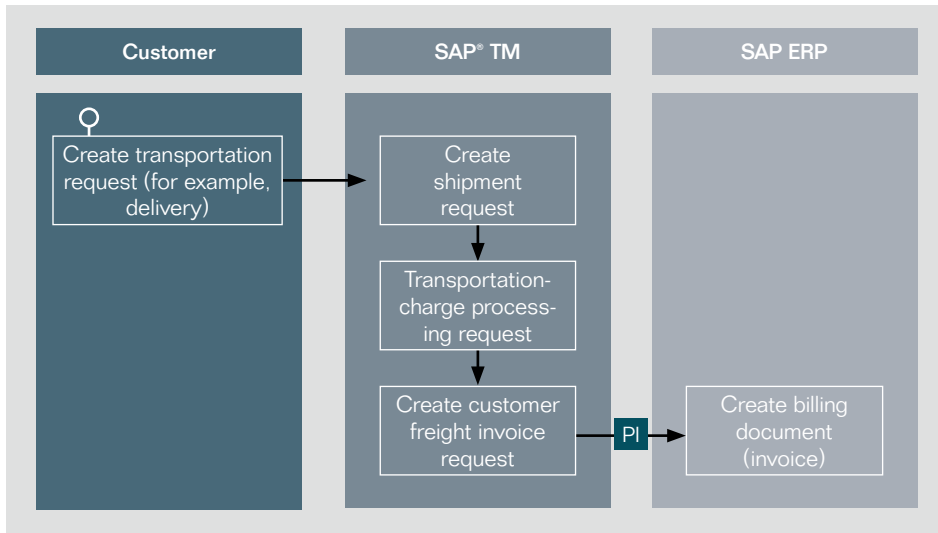 Customer
SAP® TM
SAP ERP
Create transportation
request (for example,
delivery)
Create
shipment
request
Transportation-
charge process-
ing request
Create customer
freight invoice
request
PI
Create billing
document
(invoice)